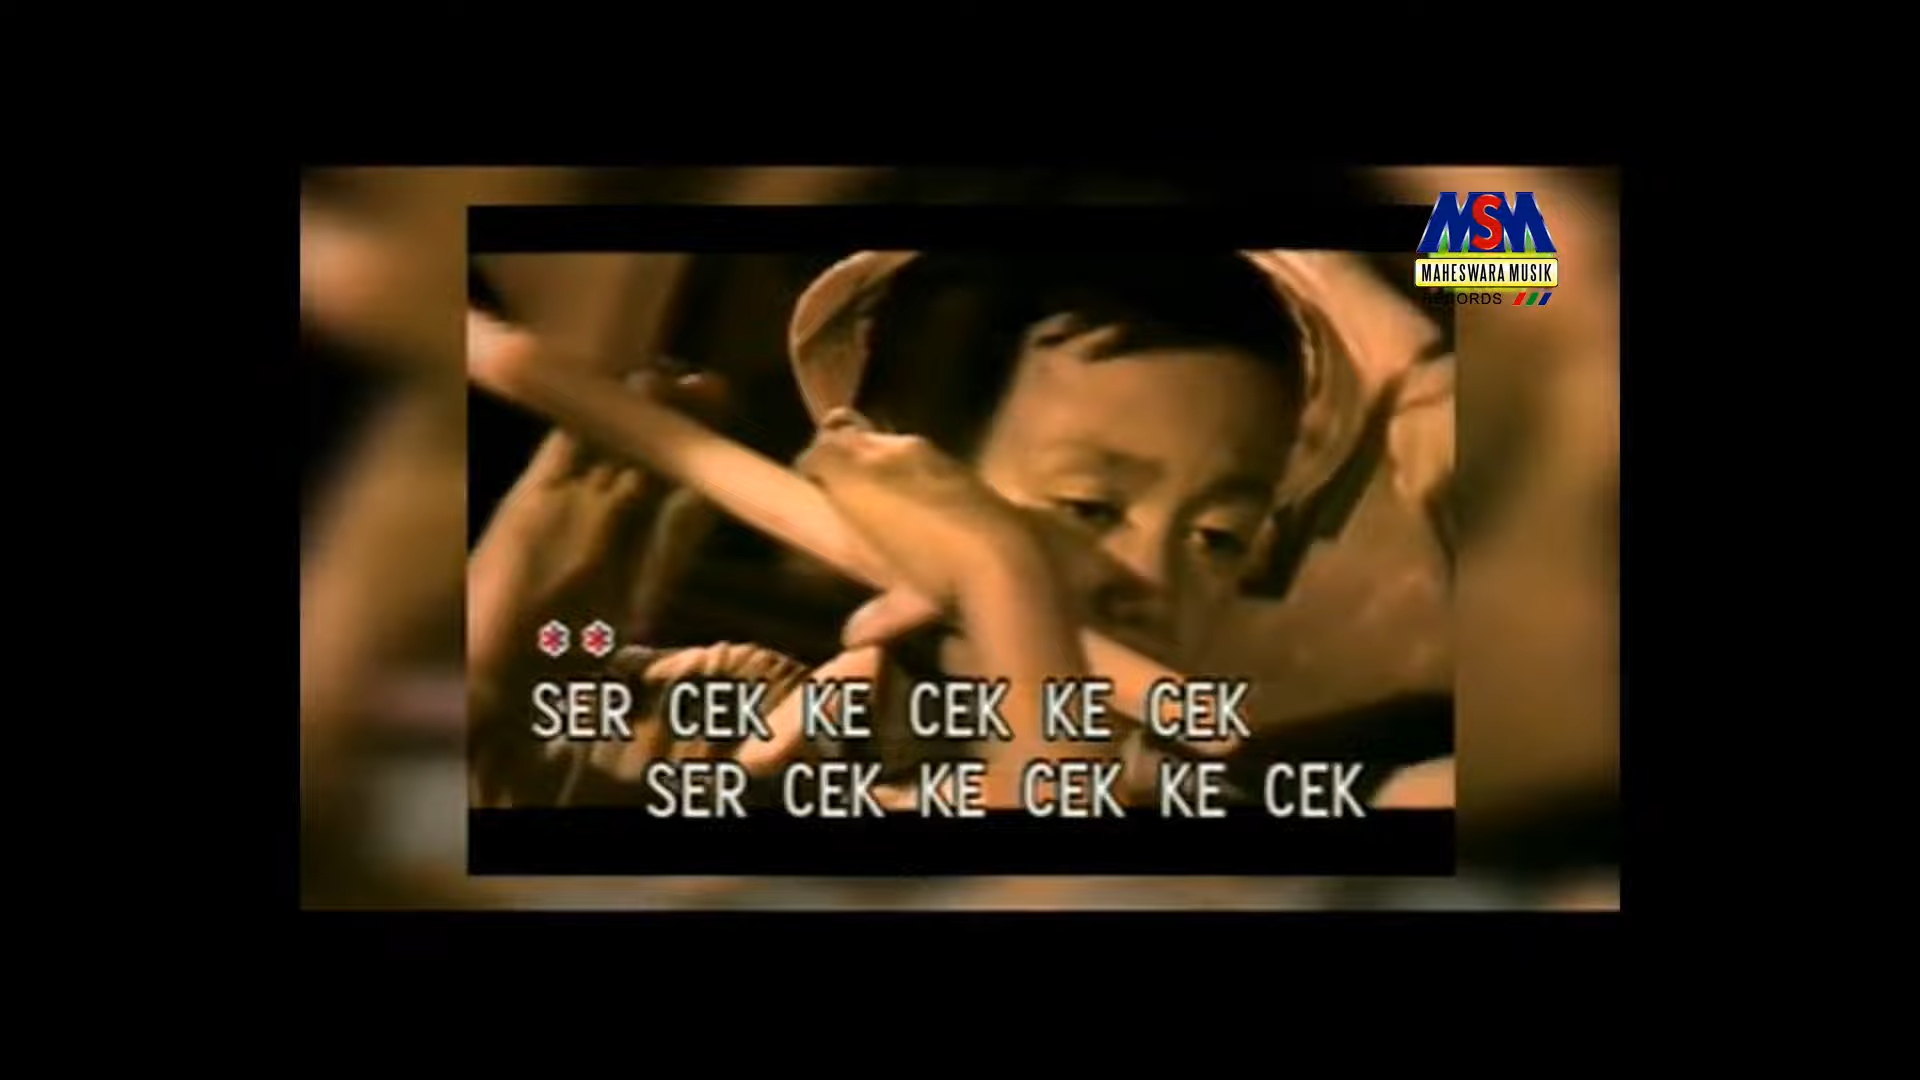 MSM
MAHESWARA MUSIK
RECORDS
**
SER CEK KE CEK KE CEK
SER CEK KE CEK KE CEK